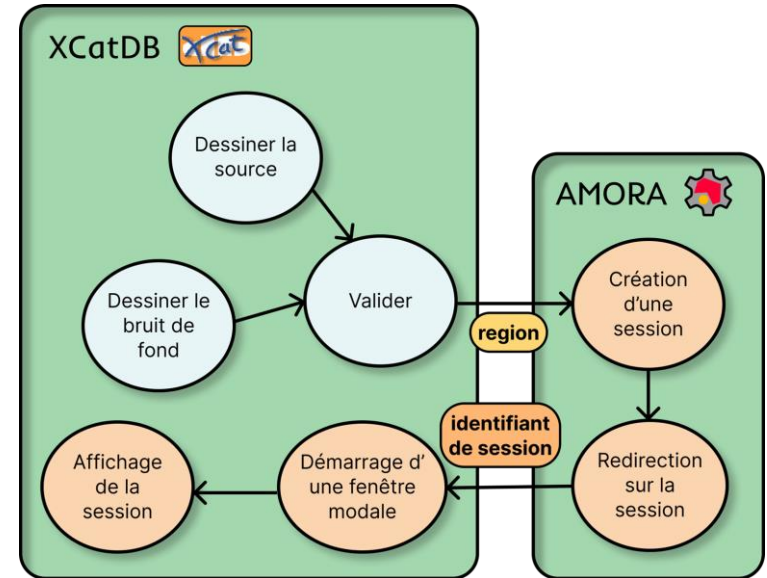 XCatDB
XCat
Dessiner la
source
Dessiner le
bruit de
fond
Valider
region
AMORA
Création
d'une
session
Redirection
sur la
session
identifiant
de session
Démarrage d'
une fenêtre
modale
Affichage
de la
session